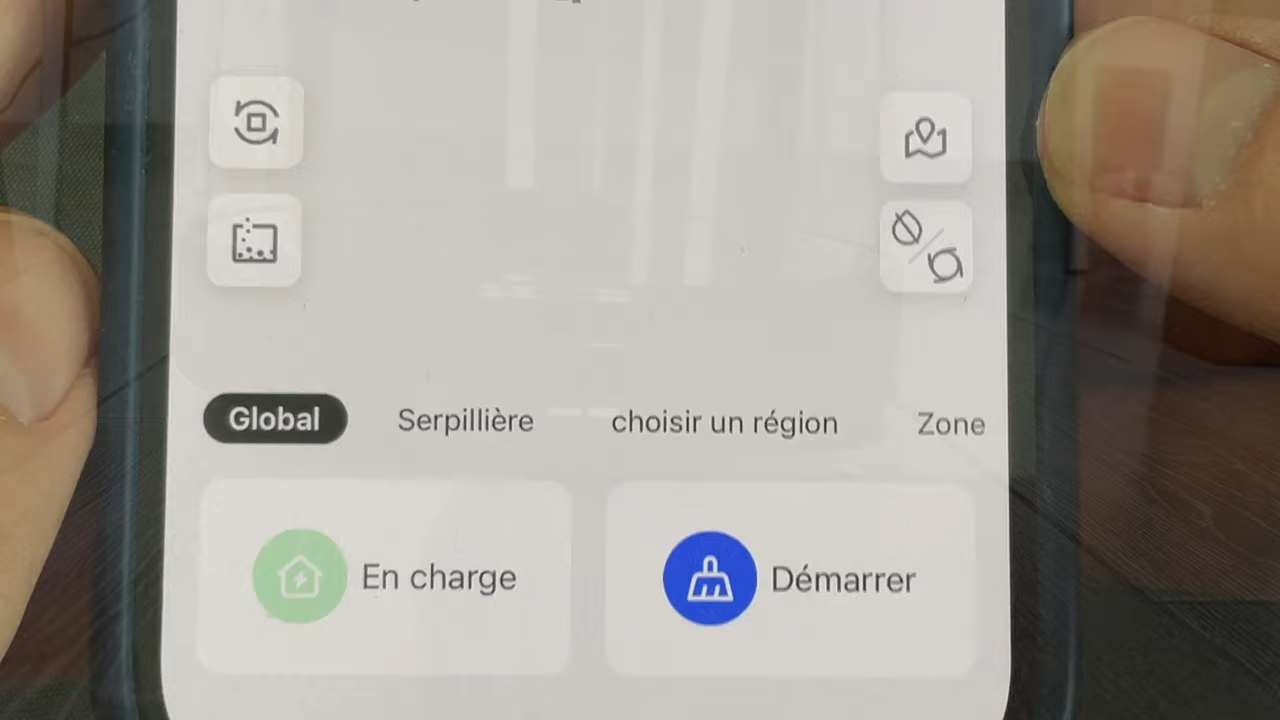 Global
Serpillière
choisir un région
Zone
En charge
Démarrer